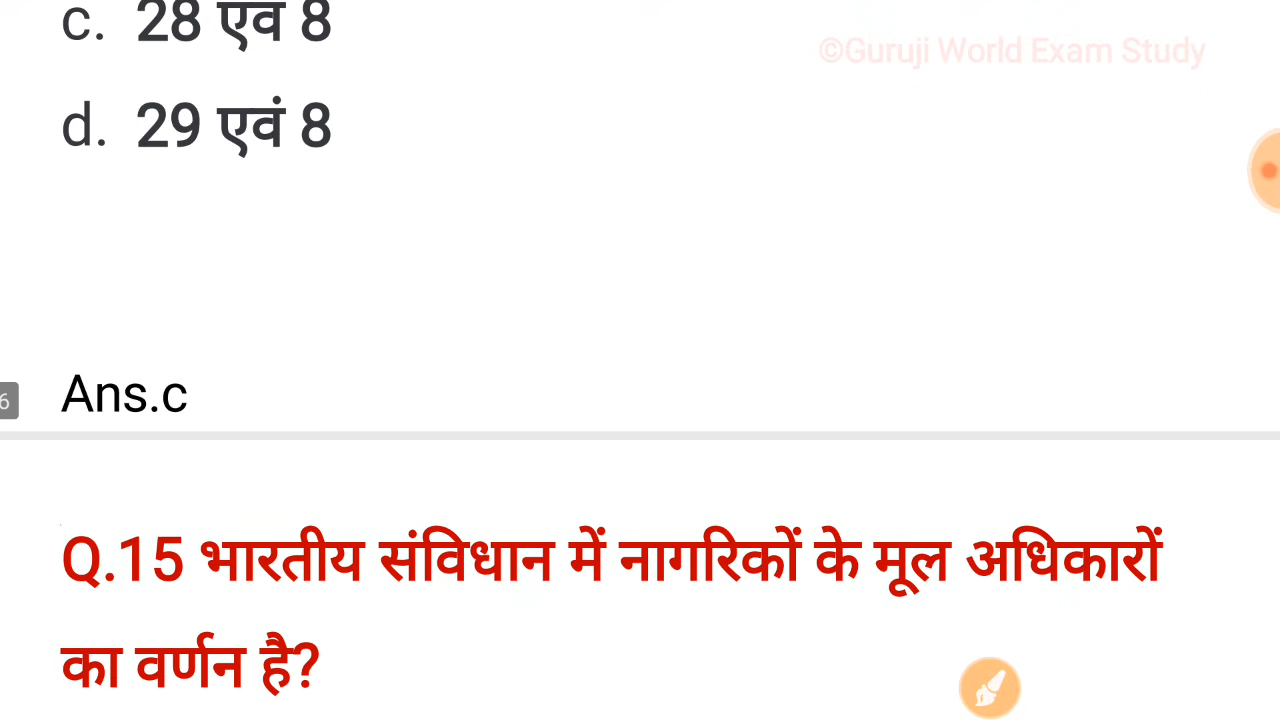 c. 28 एवं 8
©Guruji World Exam Study
d. 29 एवं 8
6
Ans.c
Q.15 भारतीय संविधान में नागरिकों के मूल अधिकारों
का वर्णन है?